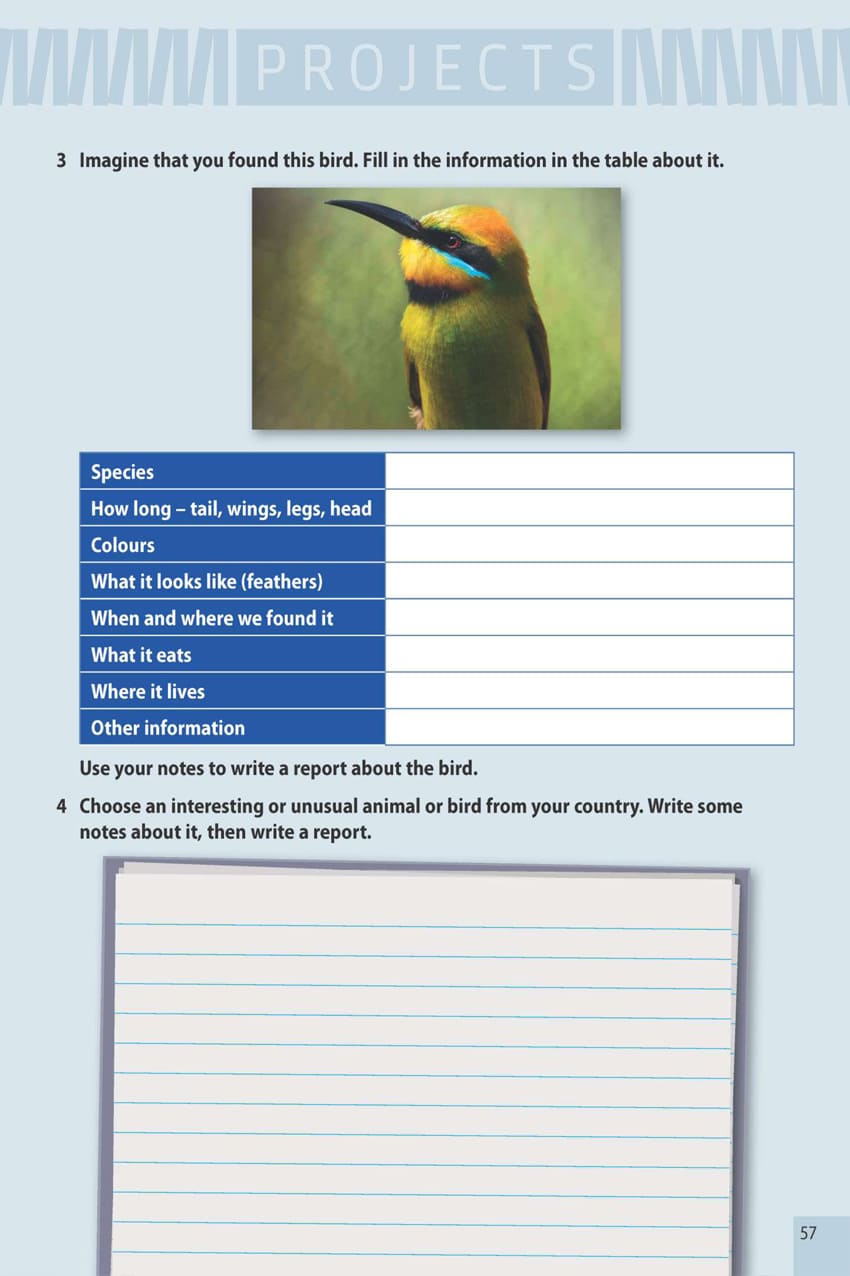 PROJECTS
3 Imagine that you found this bird. Fill in the information in the table about it.
Species
How long – tail, wings, legs, head
Colours
What it looks like (feathers)
When and where we found it
What it eats
Where it lives
Other information
Use your notes to write a report about the bird.
4 Choose an interesting or unusual animal or bird from your country. Write some
notes about it, then write a report.
57